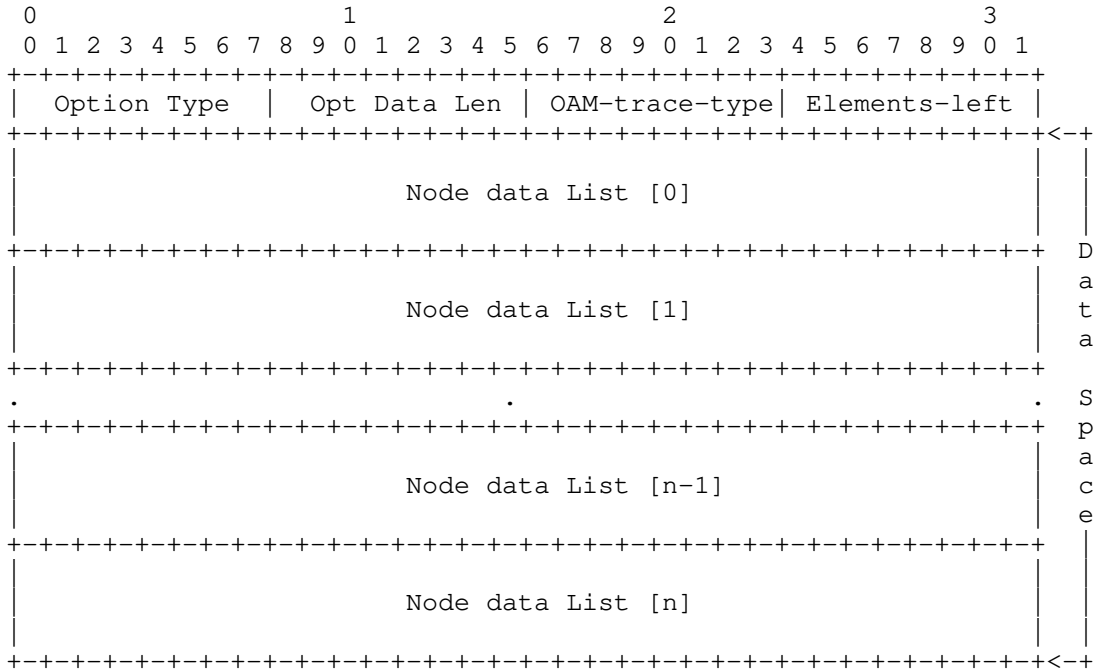 0                   1                   2                   3
0 1 2 3 4 5 6 7 8 9 0 1 2 3 4 5 6 7 8 9 0 1 2 3 4 5 6 7 8 9 0 1
+-+-+-+-+-+-+-+-+-+-+-+-+-+-+-+-+-+-+-+-+-+-+-+-+-+-+-+-+-+-+-+-+
|  Option Type  |  Opt Data Len | OAM-trace-type| Elements-left |
+-+-+-+-+-+-+-+-+-+-+-+-+-+-+-+-+-+-+-+-+-+-+-+-+-+-+-+-+-+-+-+-+<-+
|                                                               |  |
|                        Node data List [0]                     |  |
|                                                               |  |
+-+-+-+-+-+-+-+-+-+-+-+-+-+-+-+-+-+-+-+-+-+-+-+-+-+-+-+-+-+-+-+-+  D
|                                                               |  a
|                        Node data List [1]                     |  t
|                                                               |  a
+-+-+-+-+-+-+-+-+-+-+-+-+-+-+-+-+-+-+-+-+-+-+-+-+-+-+-+-+-+-+-+-+
.                              .                                .  S
+-+-+-+-+-+-+-+-+-+-+-+-+-+-+-+-+-+-+-+-+-+-+-+-+-+-+-+-+-+-+-+-+  p
|                                                               |  a
|                        Node data List [n-1]                   |  c
|                                                               |  e
+-+-+-+-+-+-+-+-+-+-+-+-+-+-+-+-+-+-+-+-+-+-+-+-+-+-+-+-+-+-+-+-+  |
|                                                               |  |
|                        Node data List [n]                     |  |
|                                                               |  |
+-+-+-+-+-+-+-+-+-+-+-+-+-+-+-+-+-+-+-+-+-+-+-+-+-+-+-+-+-+-+-+-+<-+